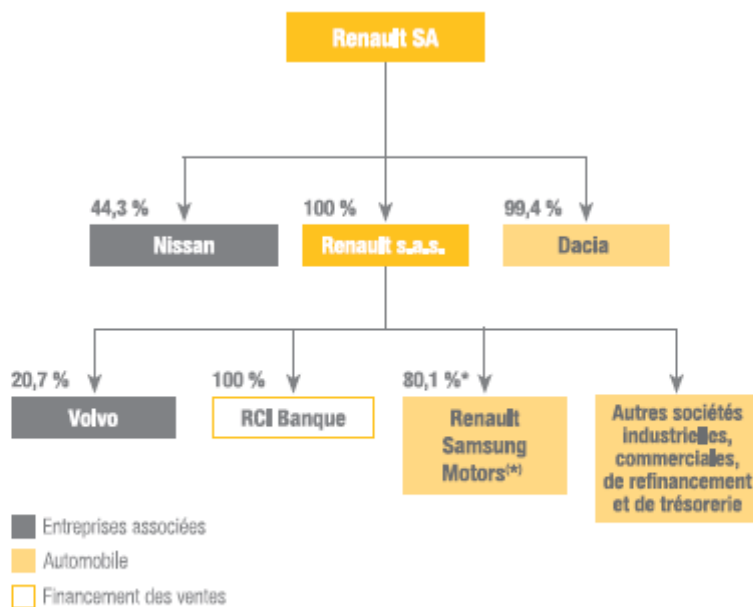 Renault SA
44,3 %
100 %
99,4 %
Nissan
Renault s.a.s.
Dacia
20,7 %
100 %
80,1 %*
Volvo
RCI Banque
Renault
Samsung
Motors(*)
Autres sociétés
industrielles,
commerciales,
de refinancement
et de trésorerie
Entreprises associées
Automobile
Financement des ventes